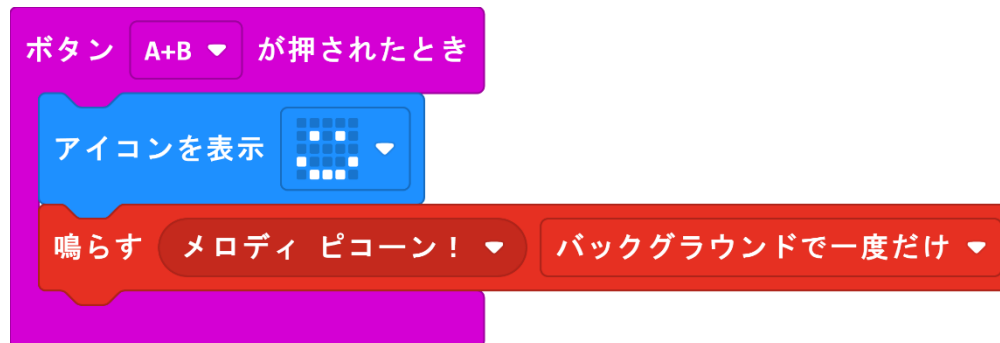 ボタン A+B が押されたとき
アイコンを表示
鳴らす メロディ ピコーン! バックグラウンドで一度だけ